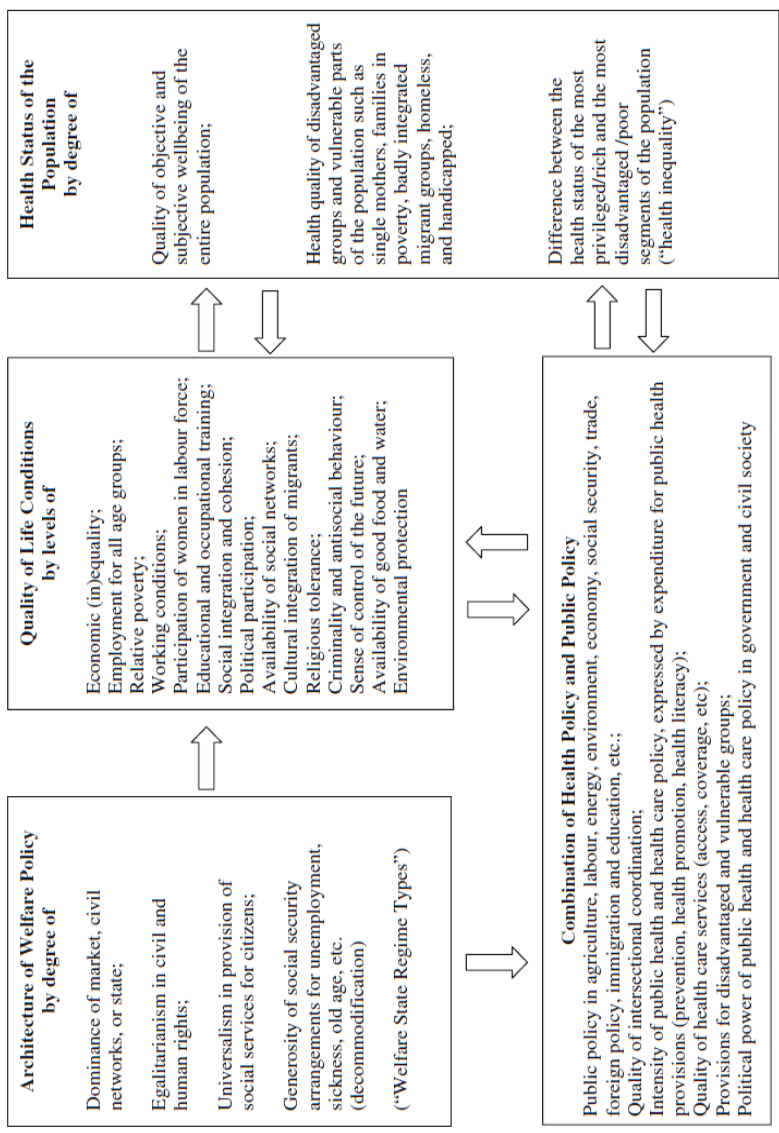 Architecture of Welfare Policy
by degree of
Dominance of market, civil
networks, or state;
Egalitarianism in civil and
human rights;
Universalism in provision of
social services for citizens;
Generosity of social security
arrangements for unemployment,
sickness, old age, etc.
(decommodification)
(“Welfare State Regime Types”)
Quality of Life Conditions
by levels of
Economic (in)equality;
Employment for all age groups;
Relative poverty;
Working conditions;
Participation of women in labour force;
Educational and occupational training;
Social integration and cohesion;
Political participation;
Availability of social networks;
Cultural integration of migrants;
Religious tolerance;
Criminality and antisocial behaviour;
Sense of control of the future;
Availability of good food and water;
Environmental protection
Health Status of the
Population
by degree of
Quality of objective and
subjective wellbeing of the
entire population;
Health quality of disadvantaged
groups and vulnerable parts
of the population such as
single mothers, families in
poverty, badly integrated
migrant groups, homeless,
and handicapped;
Difference between the
health status of the most
privileged/rich and the most
disadvantaged /poor
segments of the population
(“health inequality”)
Combination of Health Policy and Public Policy
Public policy in agriculture, labour, energy, environment, economy, social security, trade,
foreign policy, immigration and education, etc.;
Quality of intersectional coordination;
Intensity of public health and health care policy, expressed by expenditure for public health
provisions (prevention, health promotion, health literacy);
Quality of health care services (access, coverage, etc);
Provisions for disadvantaged and vulnerable groups;
Political power of public health and health care policy in government and civil society